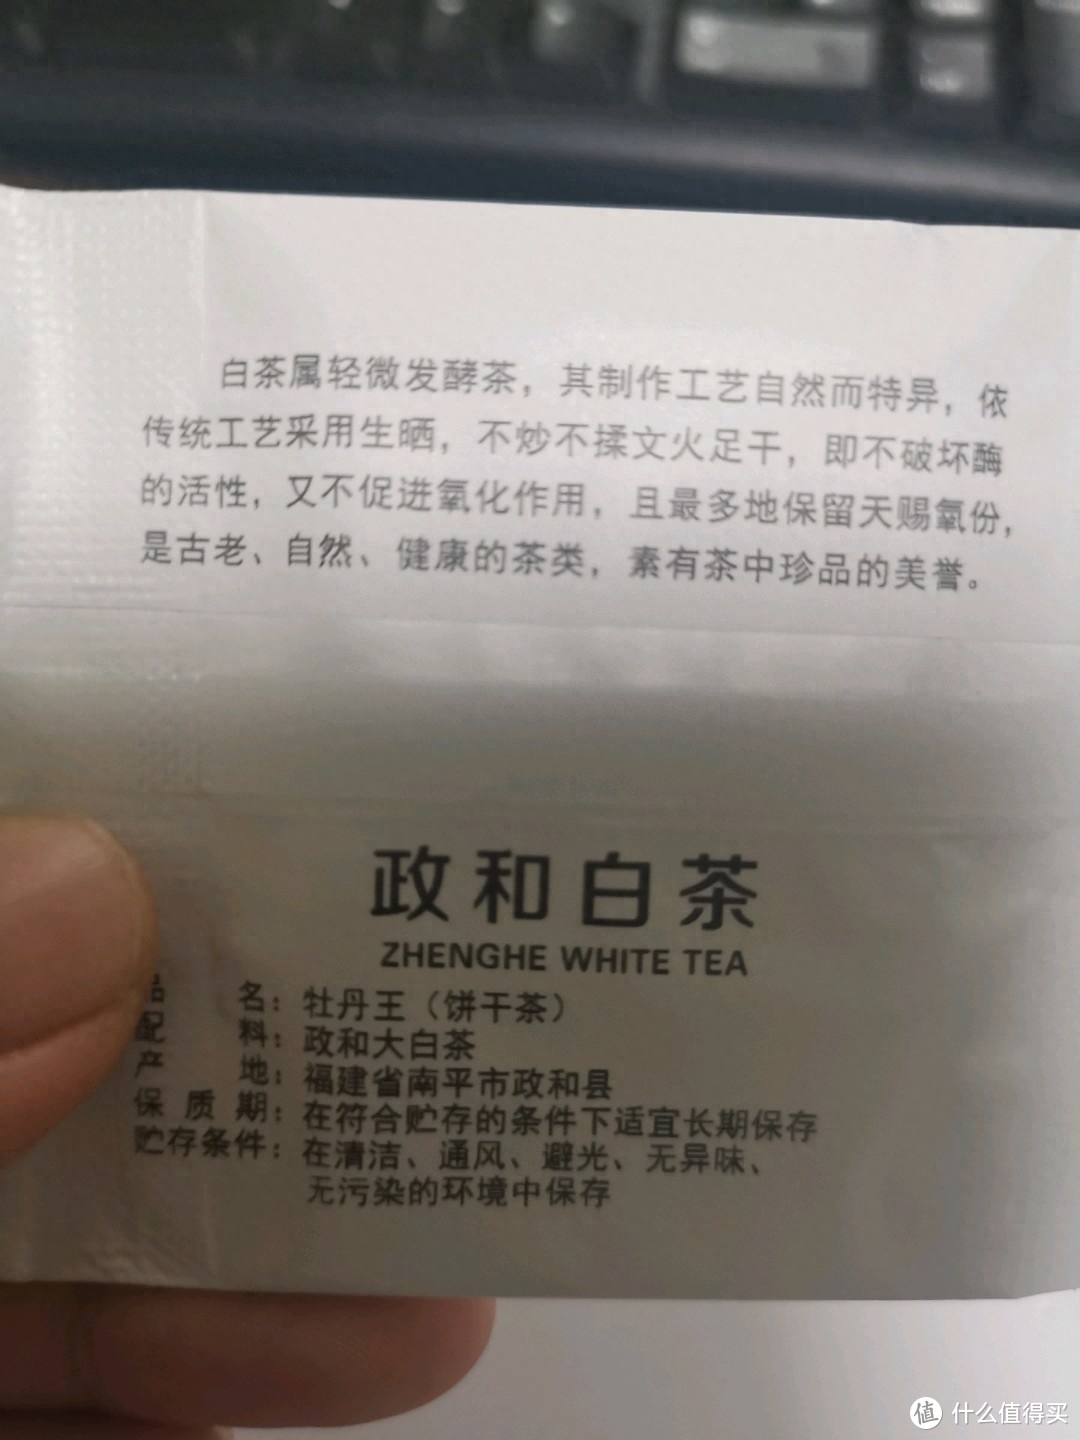 白茶属轻微发酵茶，其制作工艺自然而特异，依
传统工艺采用生晒，不炒不揉文火足干，即不破坏酶
的活性，又不促进氧化作用，且最多地保留天赐氧份，
是古老、自然、健康的茶类，素有茶中珍品的美誉。
政和白茶
ZHENGHE WHITE TEA
品 名：牡丹王（饼干茶）
配 料：政和大白茶
产 地：福建省南平市政和县
保 质 期：在符合贮存的条件下适宜长期保存
贮存条件：在清洁、通风、避光、无异味、
无污染的环境中保存
值 什么值得买